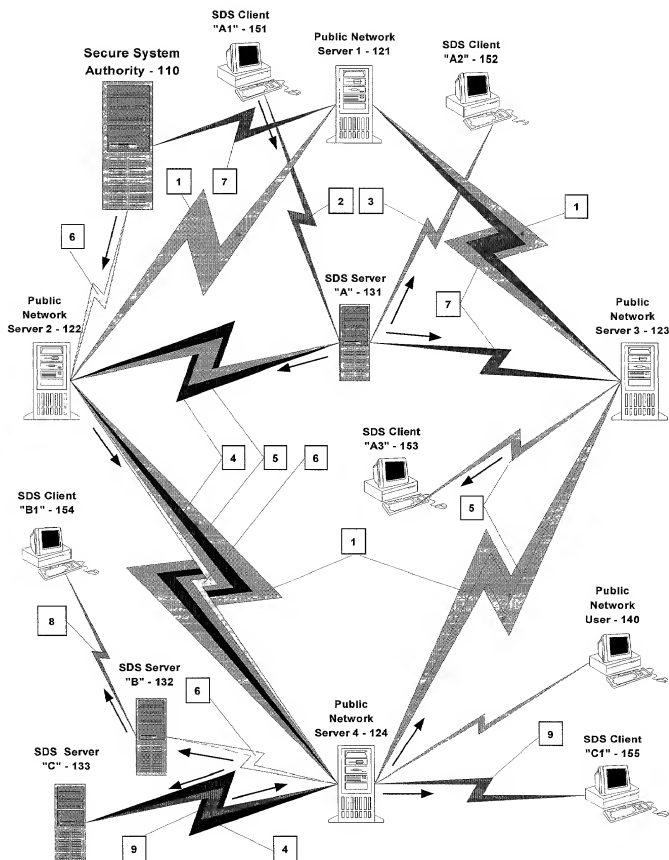 SDS Client
"A1" - 151
Public Network
Server 1 - 121
SDS Client
"A2" - 152
Secure System
Authority - 110
1
7
2
3
1
6
SDS Server
"A" - 131
7
Public
Network
Server 2 - 122
Public
Network
Server 3 - 123
4
5
6
SDS Client
"A3" - 153
5
SDS Client
"B1" - 154
1
8
Public
Network
User - 140
SDS Server
"B" - 132
6
Public
Network
Server 4 - 124
9
SDS Client
"C1" - 155
SDS Server
"C" - 133
9
4